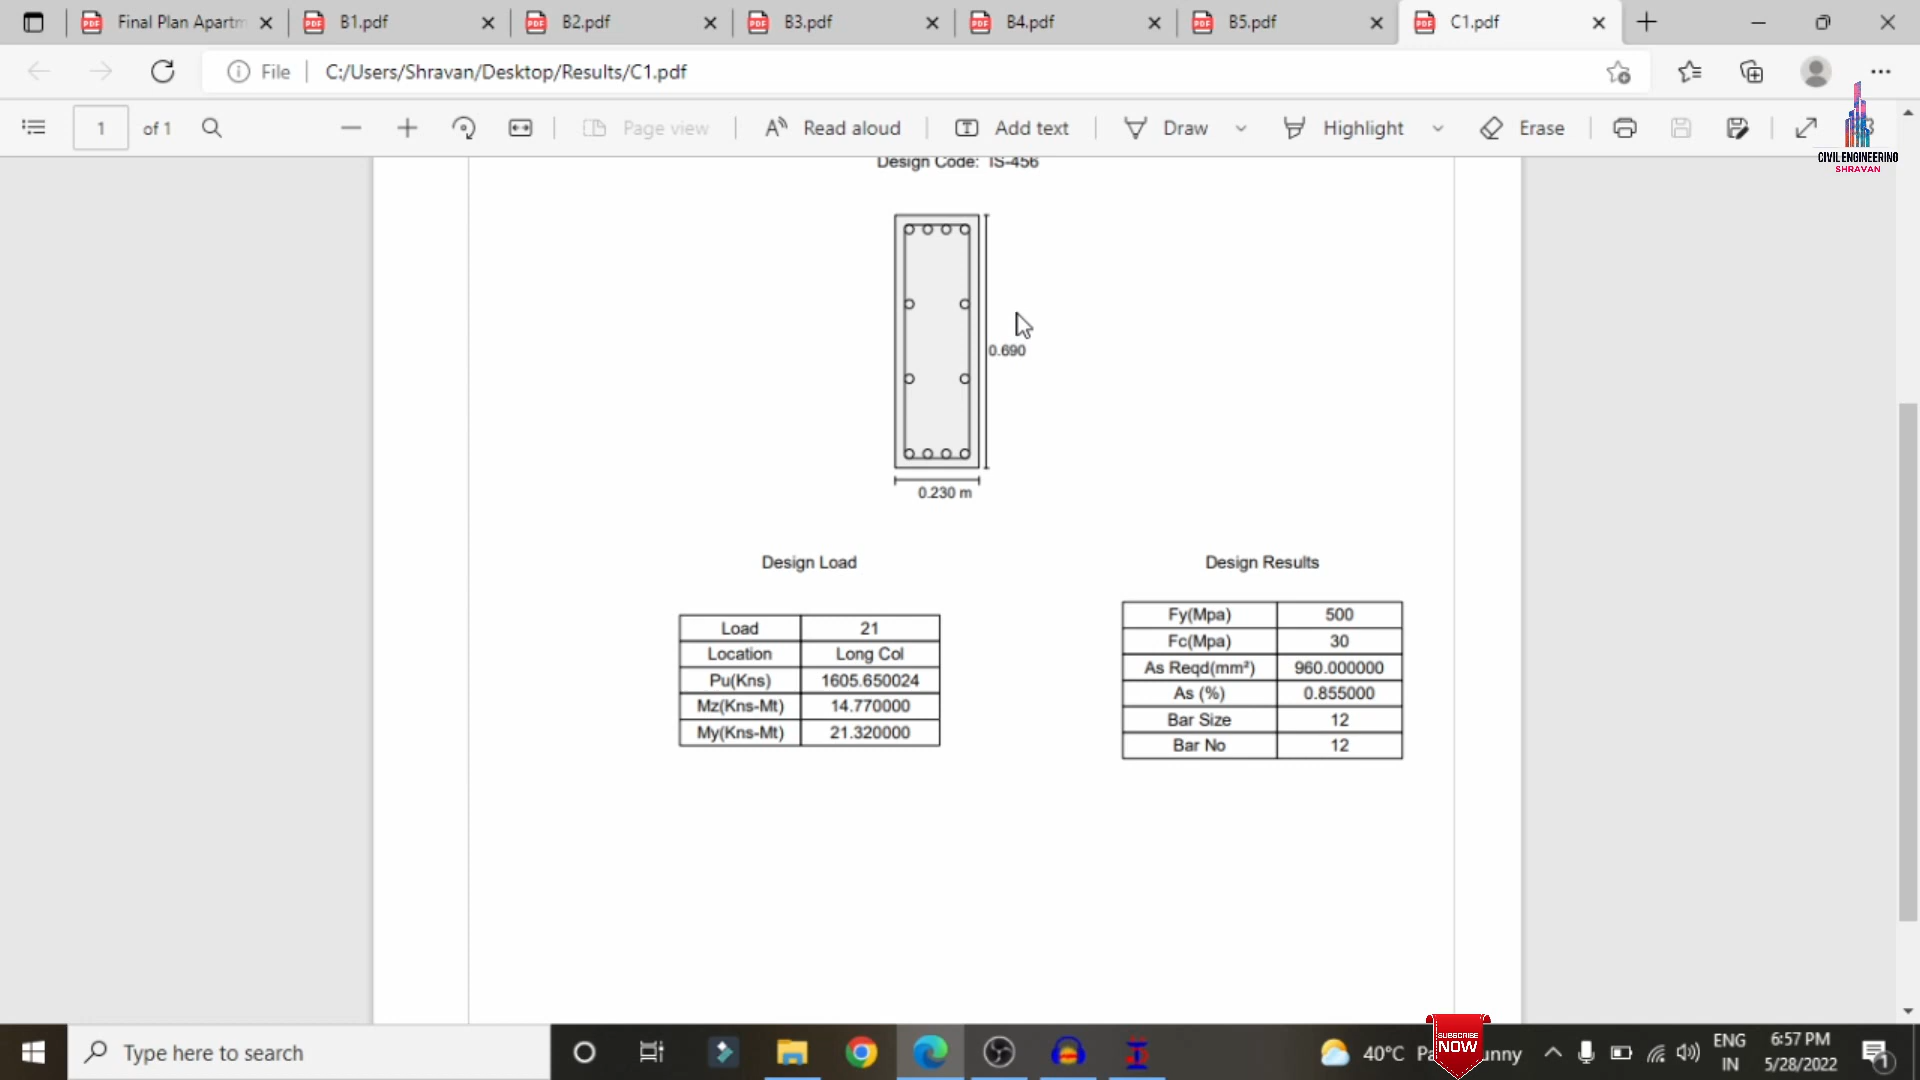 Final Plan Apartm
B1.pdf
B2.pdf
B3.pdf
B4.pdf
B5.pdf
C1.pdf
File
C:/Users/Shravan/Desktop/Results/C1.pdf
1
of 1
Page view
Read aloud
Add text
Draw
Highlight
Erase
CIVIL ENGINEERING
SHRAVAN
Design Code: IS-456
0.690
0.230 m
Design Load
Load 21
Location Long Col
Pu(Kns) 1605.650024
Mz(Kns-Mt) 14.770000
My(Kns-Mt) 21.320000
Design Results
Fy(Mpa) 500
Fc(Mpa) 30
As Reqd(mm²) 960.000000
As (%) 0.855000
Bar Size 12
Bar No 12
Type here to search
40°C
SUBSCRIBE
NOW
unny
ENG
IN
6:57 PM
5/28/2022
1